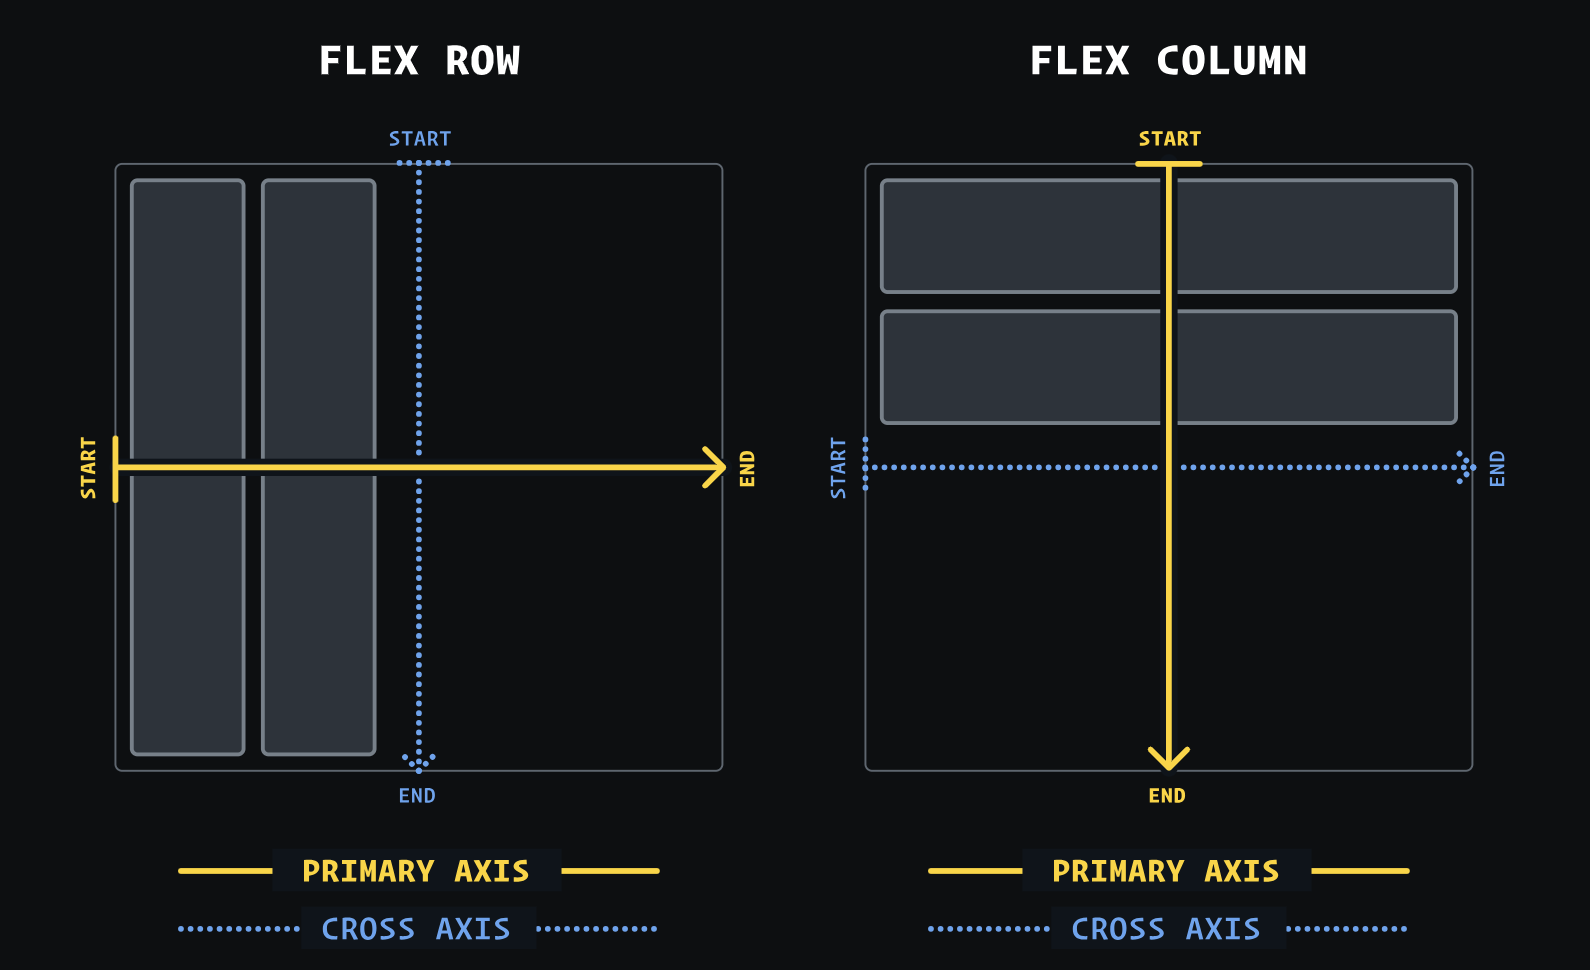 FLEX ROW
START
START
END
END
PRIMARY AXIS
CROSS AXIS
FLEX COLUMN
START
START
END
END
PRIMARY AXIS
CROSS AXIS